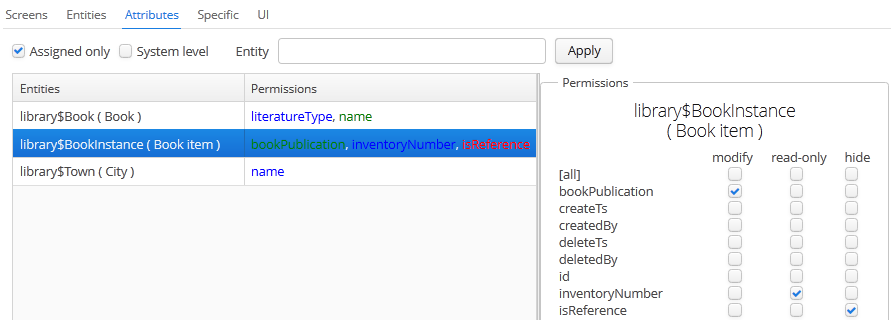 Screens Entities Attributes Specific UI
Assigned only System level Entity Apply
Entities Permissions
library$Book ( Book ) literatureType, name
library$BookInstance ( Book item ) bookPublication, inventoryNumber, isReference
library$Town ( City ) name
Permissions
library$BookInstance
( Book item )
modify read-only hide
[all]
bookPublication
createTs
createdBy
deleteTs
deletedBy
id
inventoryNumber
isReference